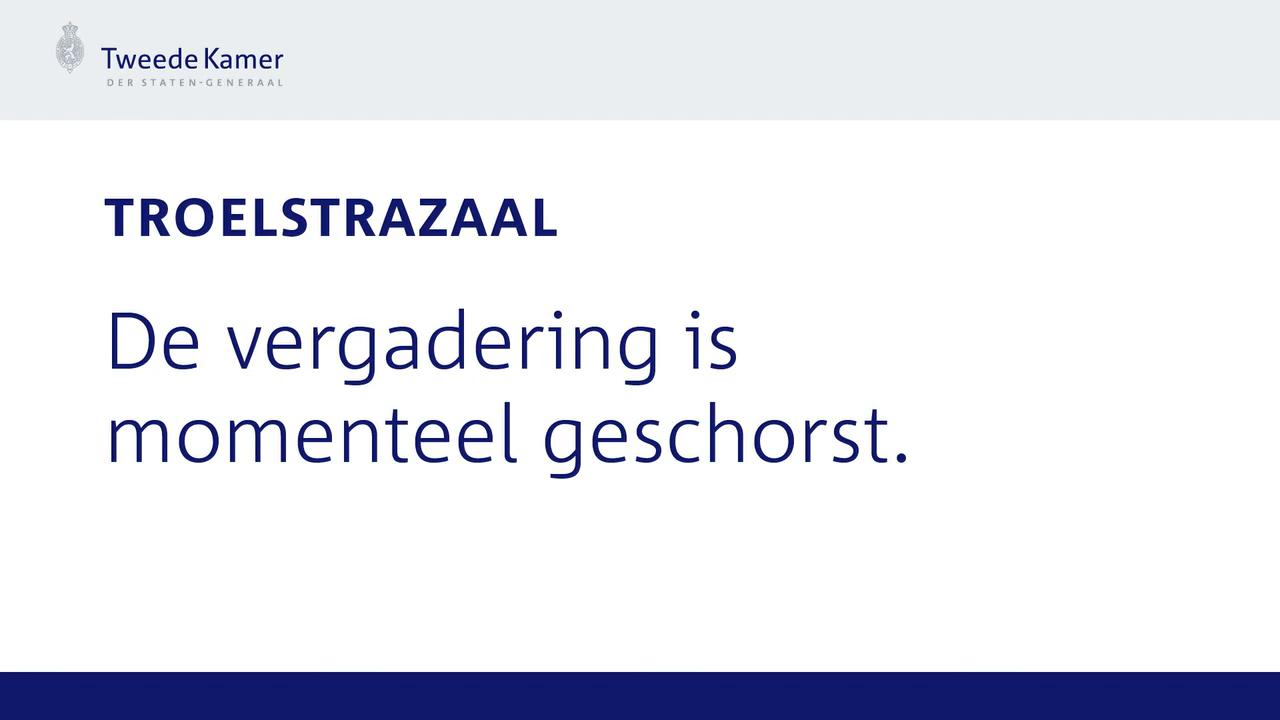 Tweede Kamer
DER STATEN-GENERAAL
TROELSTRAZAAL
De vergadering is
momenteel geschorst.